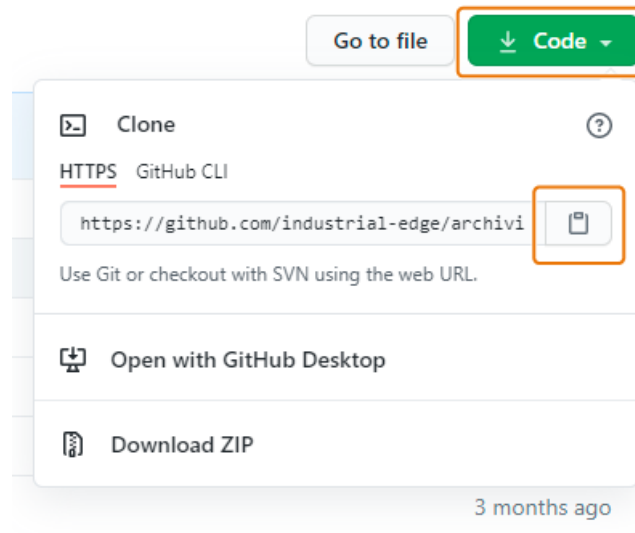 Go to file
Code
Clone
HTTPS GitHub CLI
https://github.com/industrial-edge/archivi
Use Git or checkout with SVN using the web URL.
Open with GitHub Desktop
Download ZIP
3 months ago